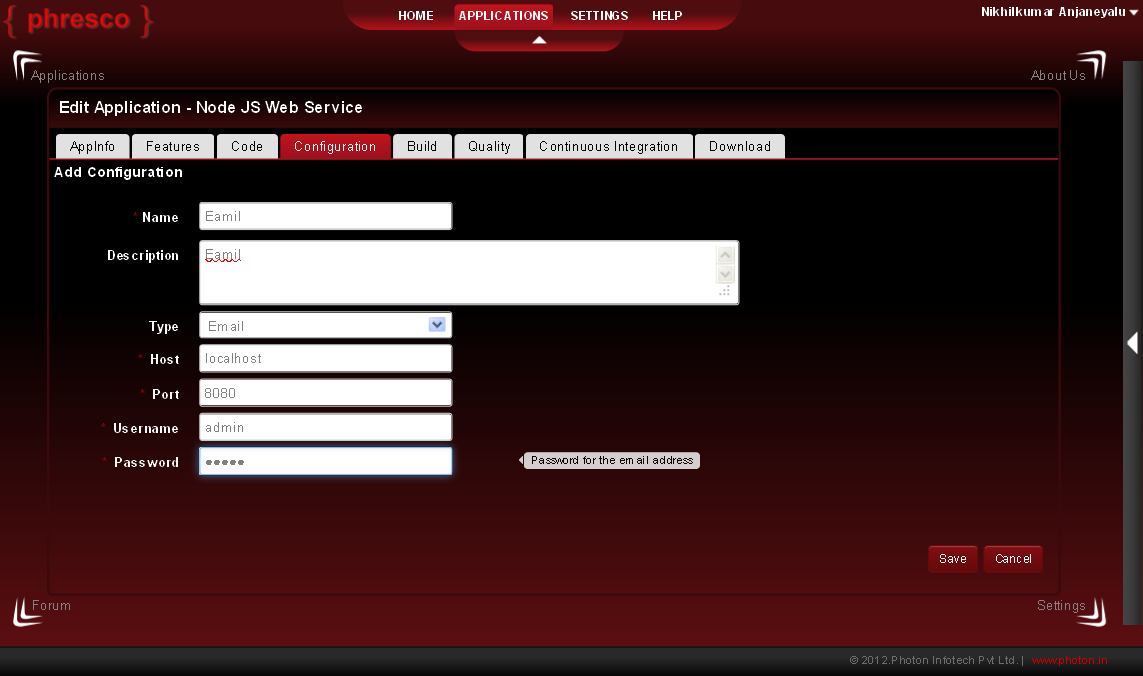 { phresco }
HOME APPLICATIONS SETTINGS HELP
Nikhilkumar Anjaneyalu
Applications
About Us
Edit Application - Node JS Web Service
AppInfo Features Code Configuration Build Quality Continuous Integration Download
Add Configuration
* Name Eamil
Description Eamil
Type Email
* Host localhost
* Port 8080
* Username admin
* Password •••••
Password for the email address
Save Cancel
Forum
Settings
© 2012.Photon Infotech Pvt Ltd. | www.photon.in